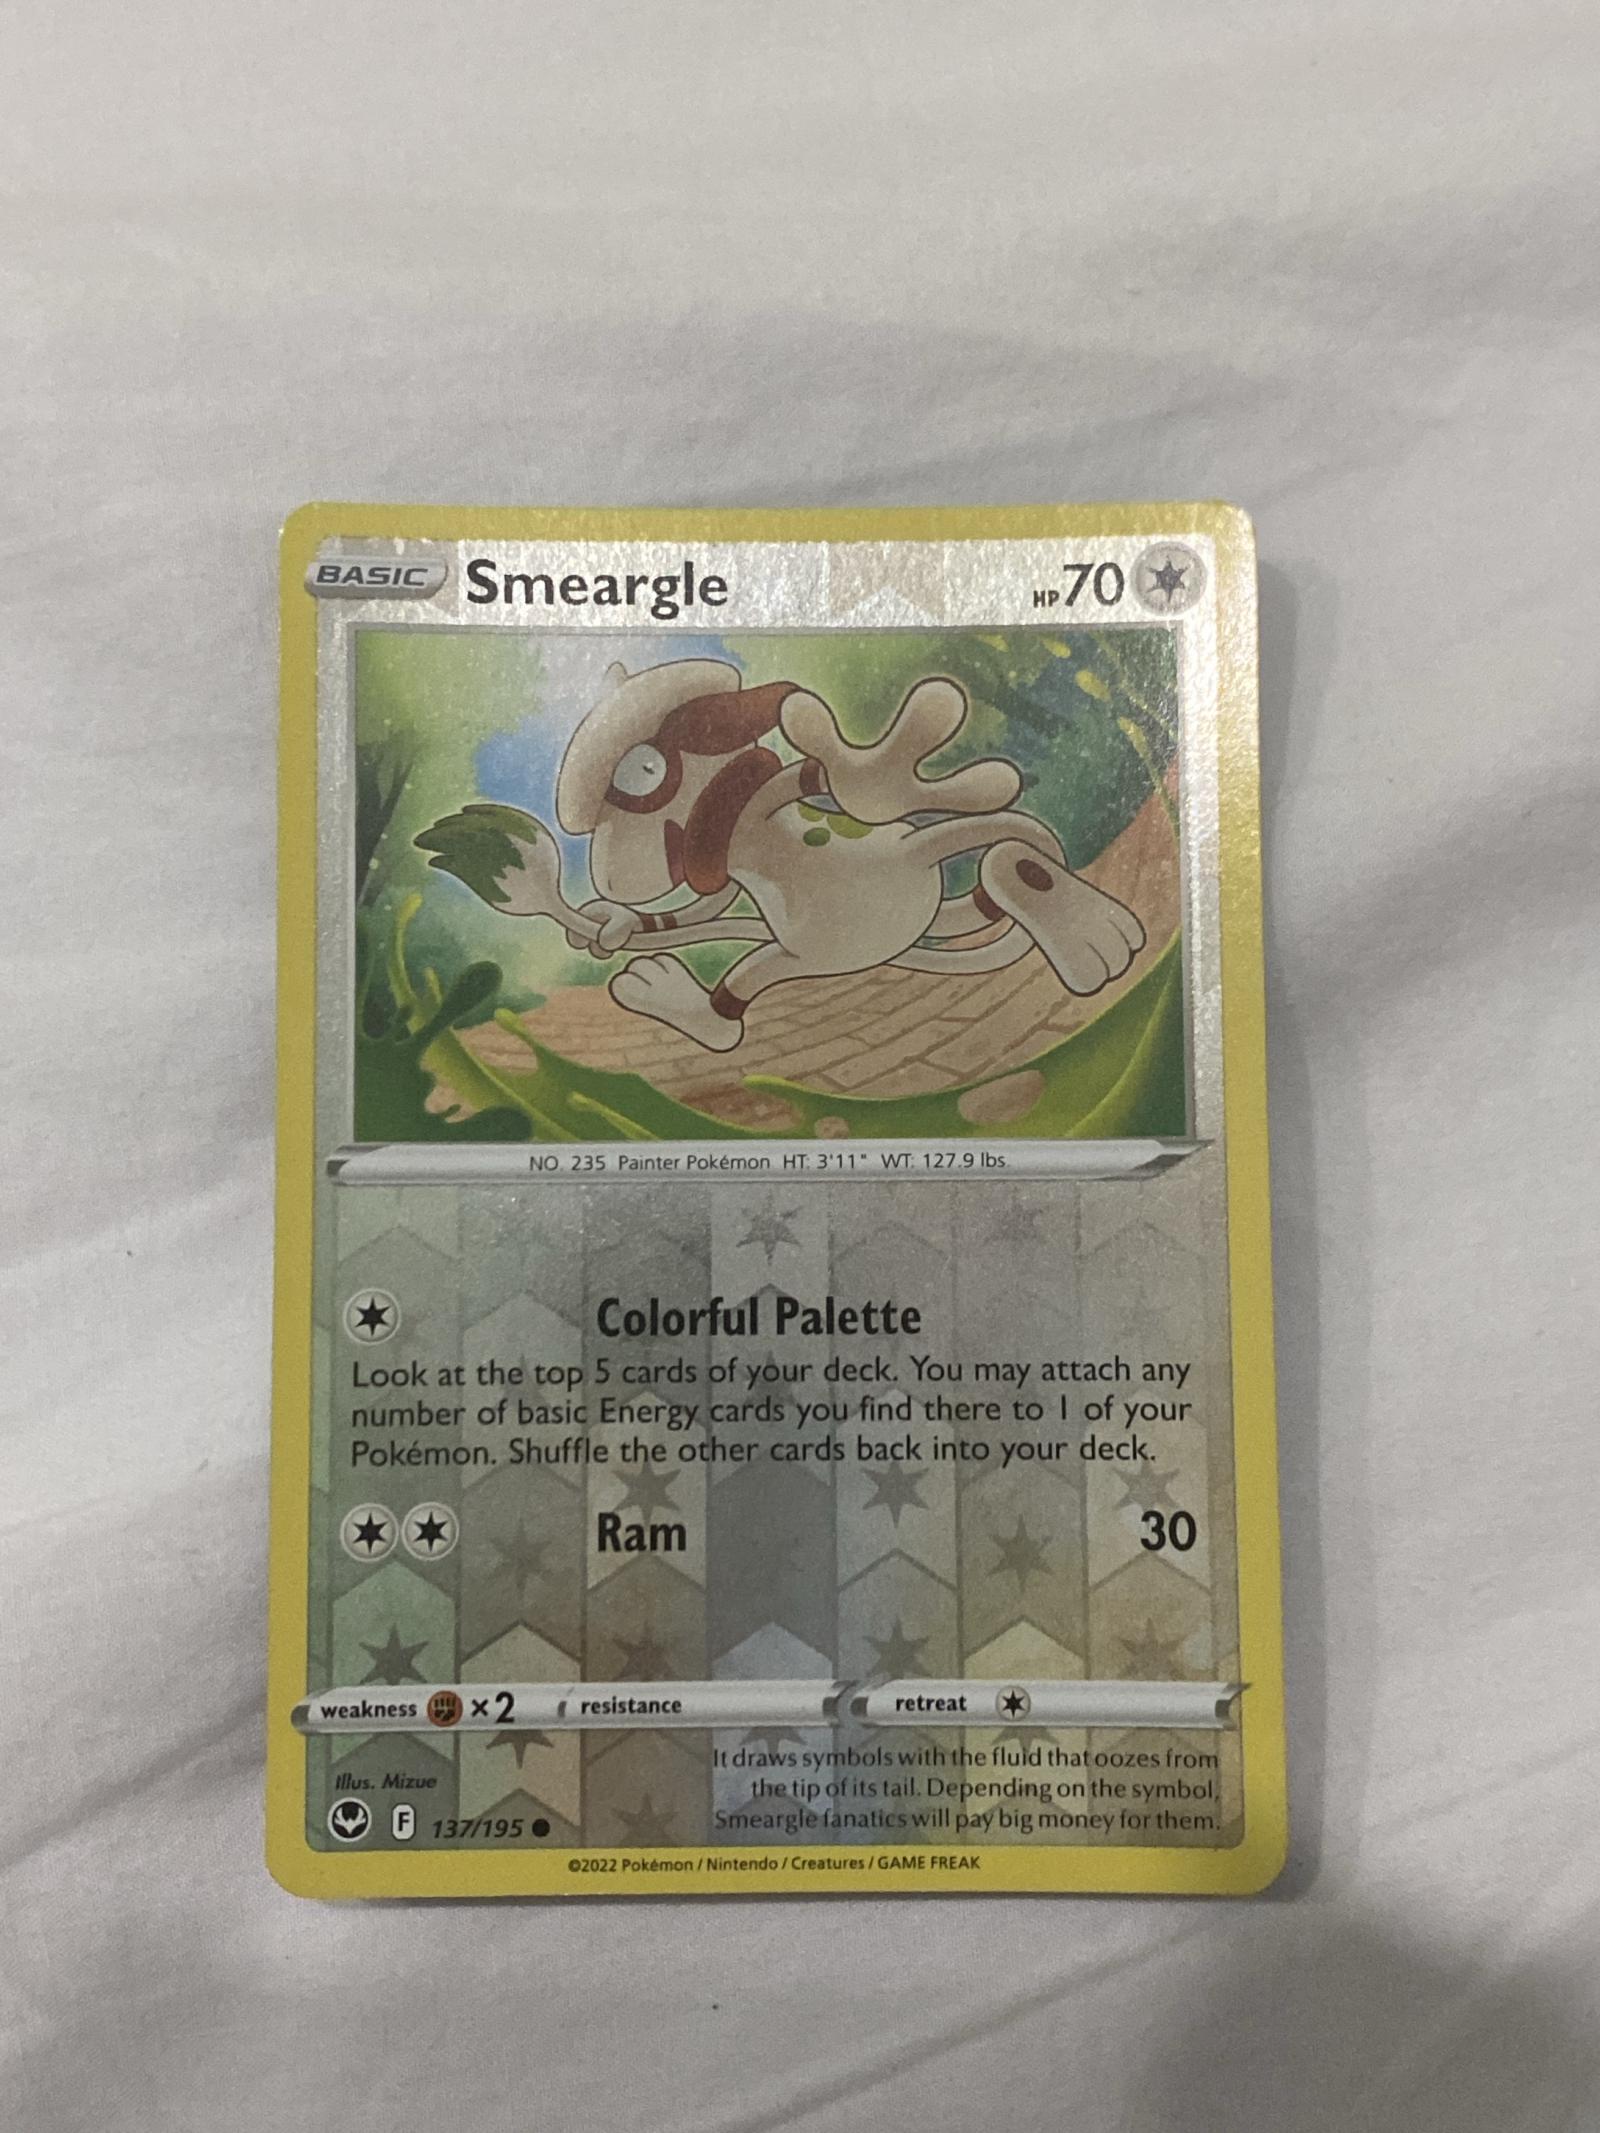 BASIC Smeargle HP 70
NO. 235 Painter Pokémon HT: 3'11" WT: 127.9 lbs.
Colorful Palette
Look at the top 5 cards of your deck. You may attach any
number of basic Energy cards you find there to 1 of your
Pokémon. Shuffle the other cards back into your deck.
Ram 30
weakness ×2 resistance retreat
It draws symbols with the fluid that oozes from
the tip of its tail. Depending on the symbol,
Smeargle fanatics will pay big money for them.
Illus. Mizue
F 137/195
©2022 Pokémon / Nintendo / Creatures / GAME FREAK